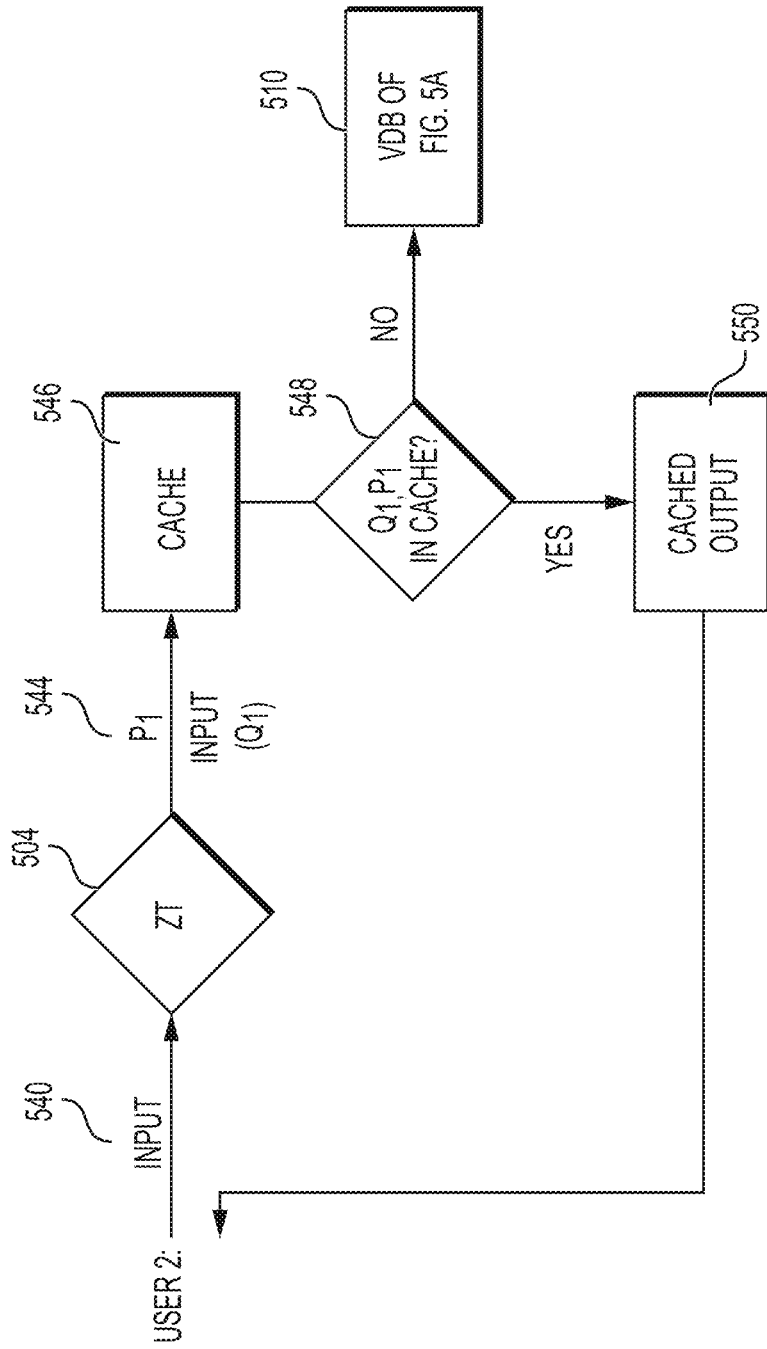 USER 2:
540
INPUT
504
ZT
544
P1
INPUT
(Q1)
546
CACHE
548
Q1,P1
IN CACHE?
NO
510
VDB OF
FIG. 5A
YES
550
CACHED
OUTPUT